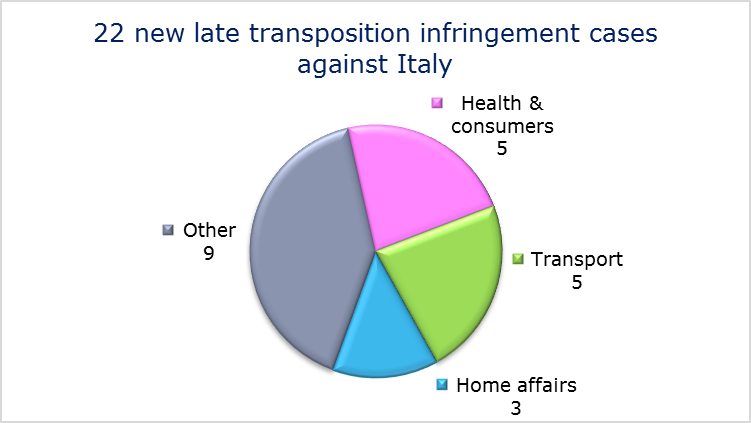 22 new late transposition infringement cases
against Italy
Health &
consumers
5
Other
9
Transport
5
Home affairs
3